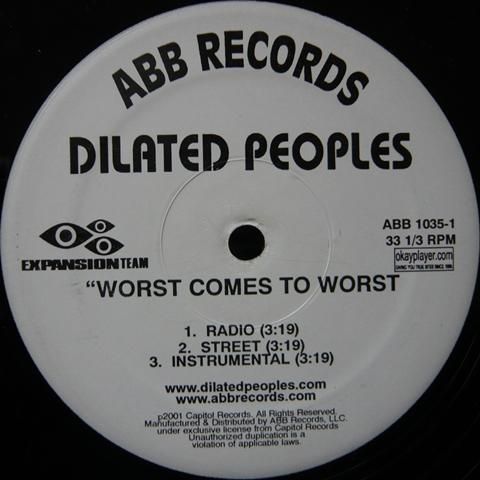 ABB RECORDS
DILATED PEOPLES
ABB 1035-1
33 1/3 RPM
okayplayer.com
EXPANSION TEAM
"WORST COMES TO WORST
1. RADIO (3:19)
2. STREET (3:19)
3. INSTRUMENTAL (3:19)
www.dilatedpeoples.com
www.abbrecords.com
p2001 Capitol Records. All Rights Reserved.
Manufactured & Distributed by ABB Records, LLC.
under exclusive license from Capitol Records
Unauthorized duplication is a
violation of applicable laws.